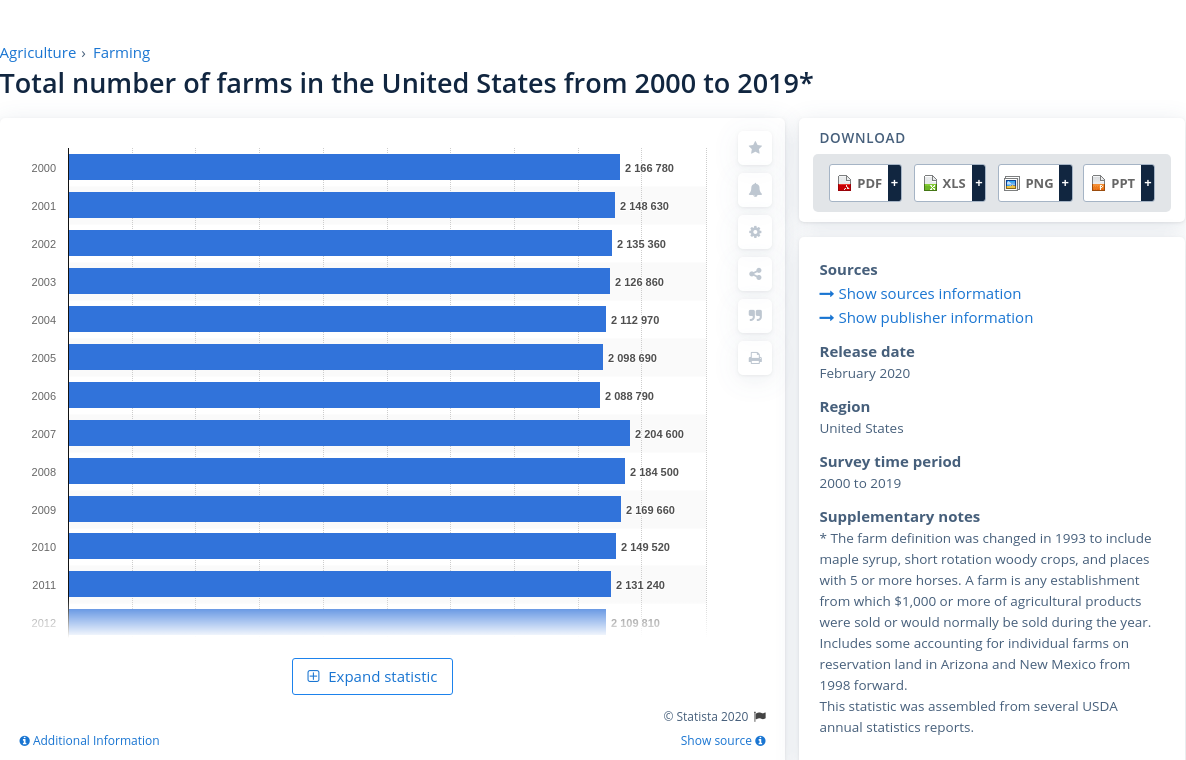 Agriculture › Farming
Total number of farms in the United States from 2000 to 2019*
2000 2 166 780
2001 2 148 630
2002 2 135 360
2003 2 126 860
2004 2 112 970
2005 2 098 690
2006 2 088 790
2007 2 204 600
2008 2 184 500
2009 2 169 660
2010 2 149 520
2011 2 131 240
2012 2 109 810
Expand statistic
© Statista 2020
Additional Information
Show source
DOWNLOAD
PDF + XLS + PNG + PPT +
Sources
Show sources information
Show publisher information
Release date
February 2020
Region
United States
Survey time period
2000 to 2019
Supplementary notes
* The farm definition was changed in 1993 to include
maple syrup, short rotation woody crops, and places
with 5 or more horses. A farm is any establishment
from which $1,000 or more of agricultural products
were sold or would normally be sold during the year.
Includes some accounting for individual farms on
reservation land in Arizona and New Mexico from
1998 forward.
This statistic was assembled from several USDA
annual statistics reports.